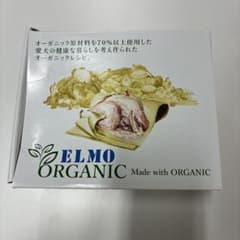 オーガニック原材料を70%以上使用した
愛犬の健康な暮らしを考え作られた
オーガニックレシピ。
ELMO
ORGANIC Made with ORGANIC